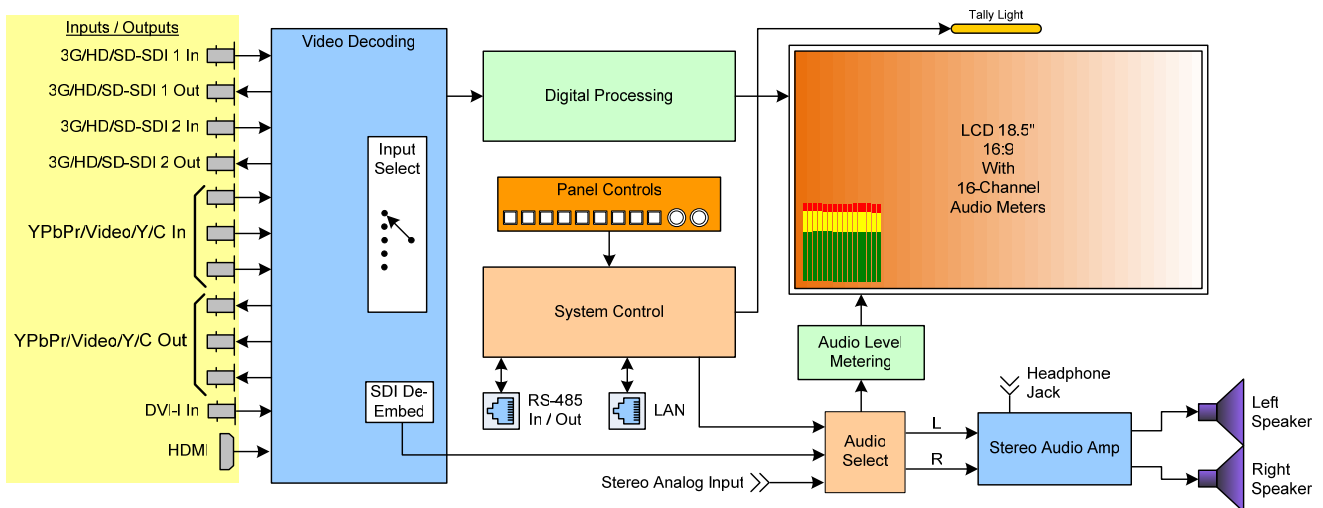 Inputs / Outputs
3G/HD/SD-SDI 1 In
3G/HD/SD-SDI 1 Out
3G/HD/SD-SDI 2 In
3G/HD/SD-SDI 2 Out
YPbPr/Video/Y/C In
YPbPr/Video/Y/C Out
DVI-I In
HDMI
Video Decoding
Input
Select
SDI De-
Embed
Digital Processing
Panel Controls
System Control
RS-485
In / Out
LAN
Stereo Analog Input
Tally Light
LCD 18.5"
16:9
With
16-Channel
Audio Meters
Audio Level
Metering
Audio
Select
L
R
Headphone
Jack
Stereo Audio Amp
Left
Speaker
Right
Speaker